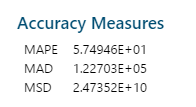 Accuracy Measures
MAPE 5.74946E+01
MAD 1.22703E+05
MSD 2.47352E+10